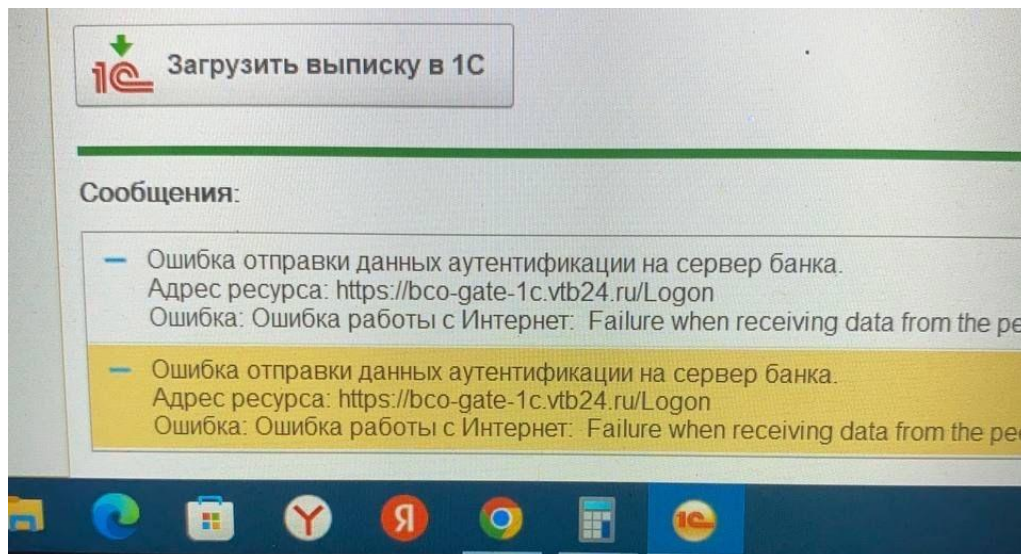 1С Загрузить выписку в 1С
Сообщения:
Ошибка отправки данных аутентификации на сервер банка.
Адрес ресурса: https://bco-gate-1c.vtb24.ru/Logon
Ошибка: Ошибка работы с Интернет: Failure when receiving data from the
Ошибка отправки данных аутентификации на сервер банка.
Адрес ресурса: https://bco-gate-1c.vtb24.ru/Logon
Ошибка: Ошибка работы с Интернет: Failure when receiving data from the
Y Я 1С